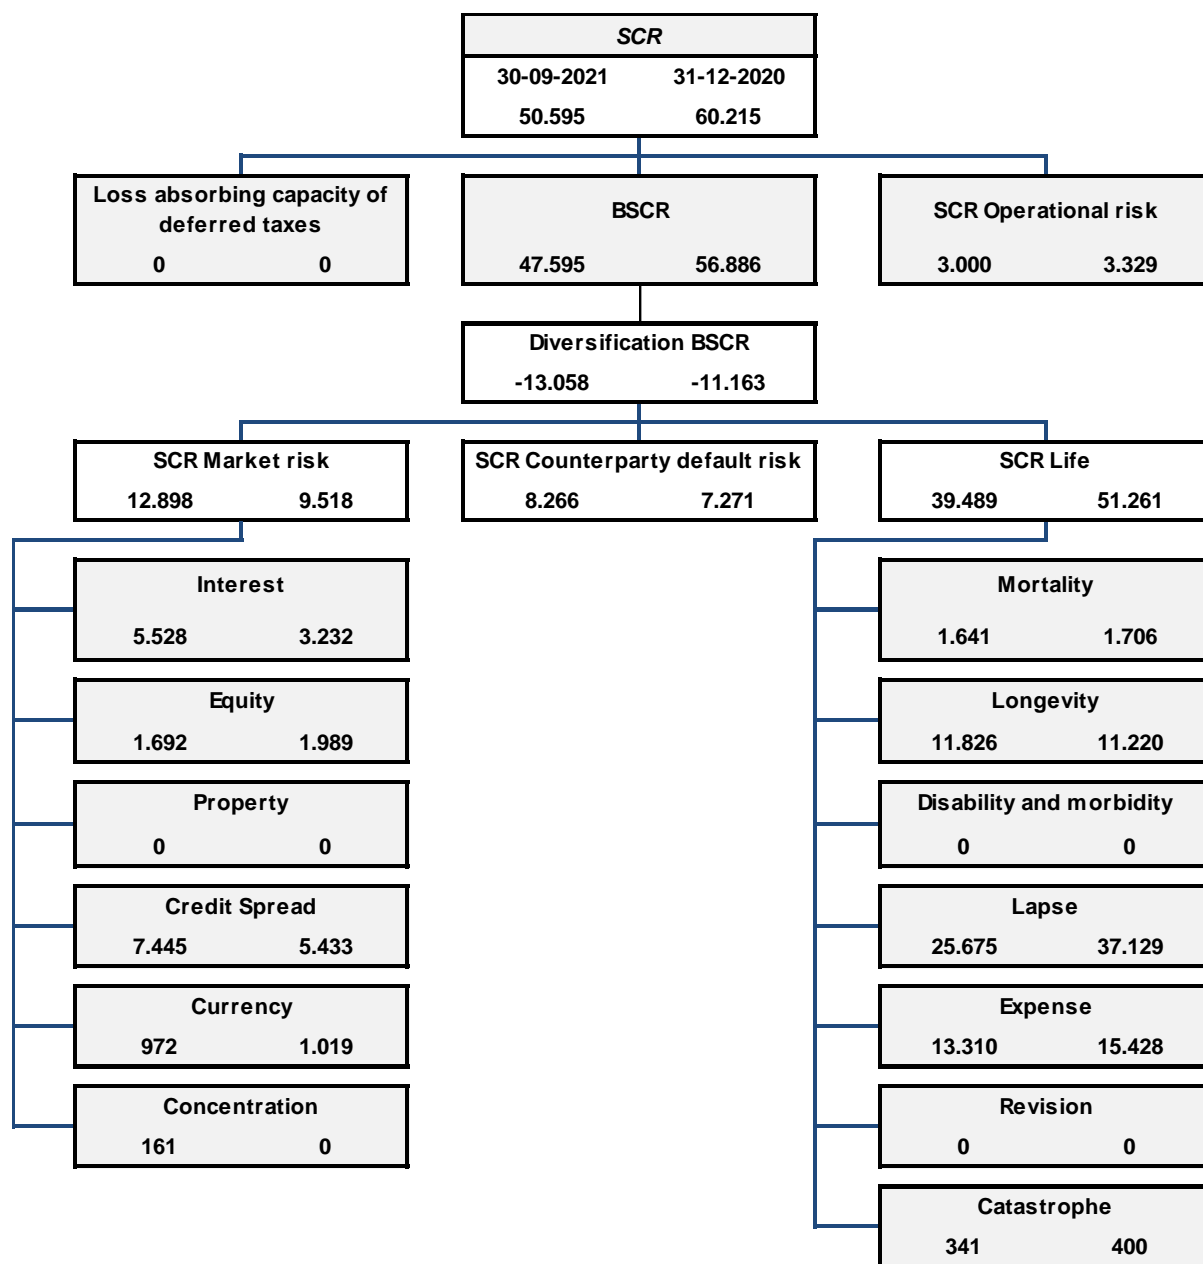 SCR
30-09-2021 31-12-2020
50.595 60.215
Loss absorbing capacity of
deferred taxes
0 0
BSCR
47.595 56.886
SCR Operational risk
3.000 3.329
Diversification BSCR
-13.058 -11.163
SCR Market risk
12.898 9.518
SCR Counterparty default risk
8.266 7.271
SCR Life
39.489 51.261
Interest
5.528 3.232
Equity
1.692 1.989
Property
0 0
Credit Spread
7.445 5.433
Currency
972 1.019
Concentration
161 0
Mortality
1.641 1.706
Longevity
11.826 11.220
Disability and morbidity
0 0
Lapse
25.675 37.129
Expense
13.310 15.428
Revision
0 0
Catastrophe
341 400